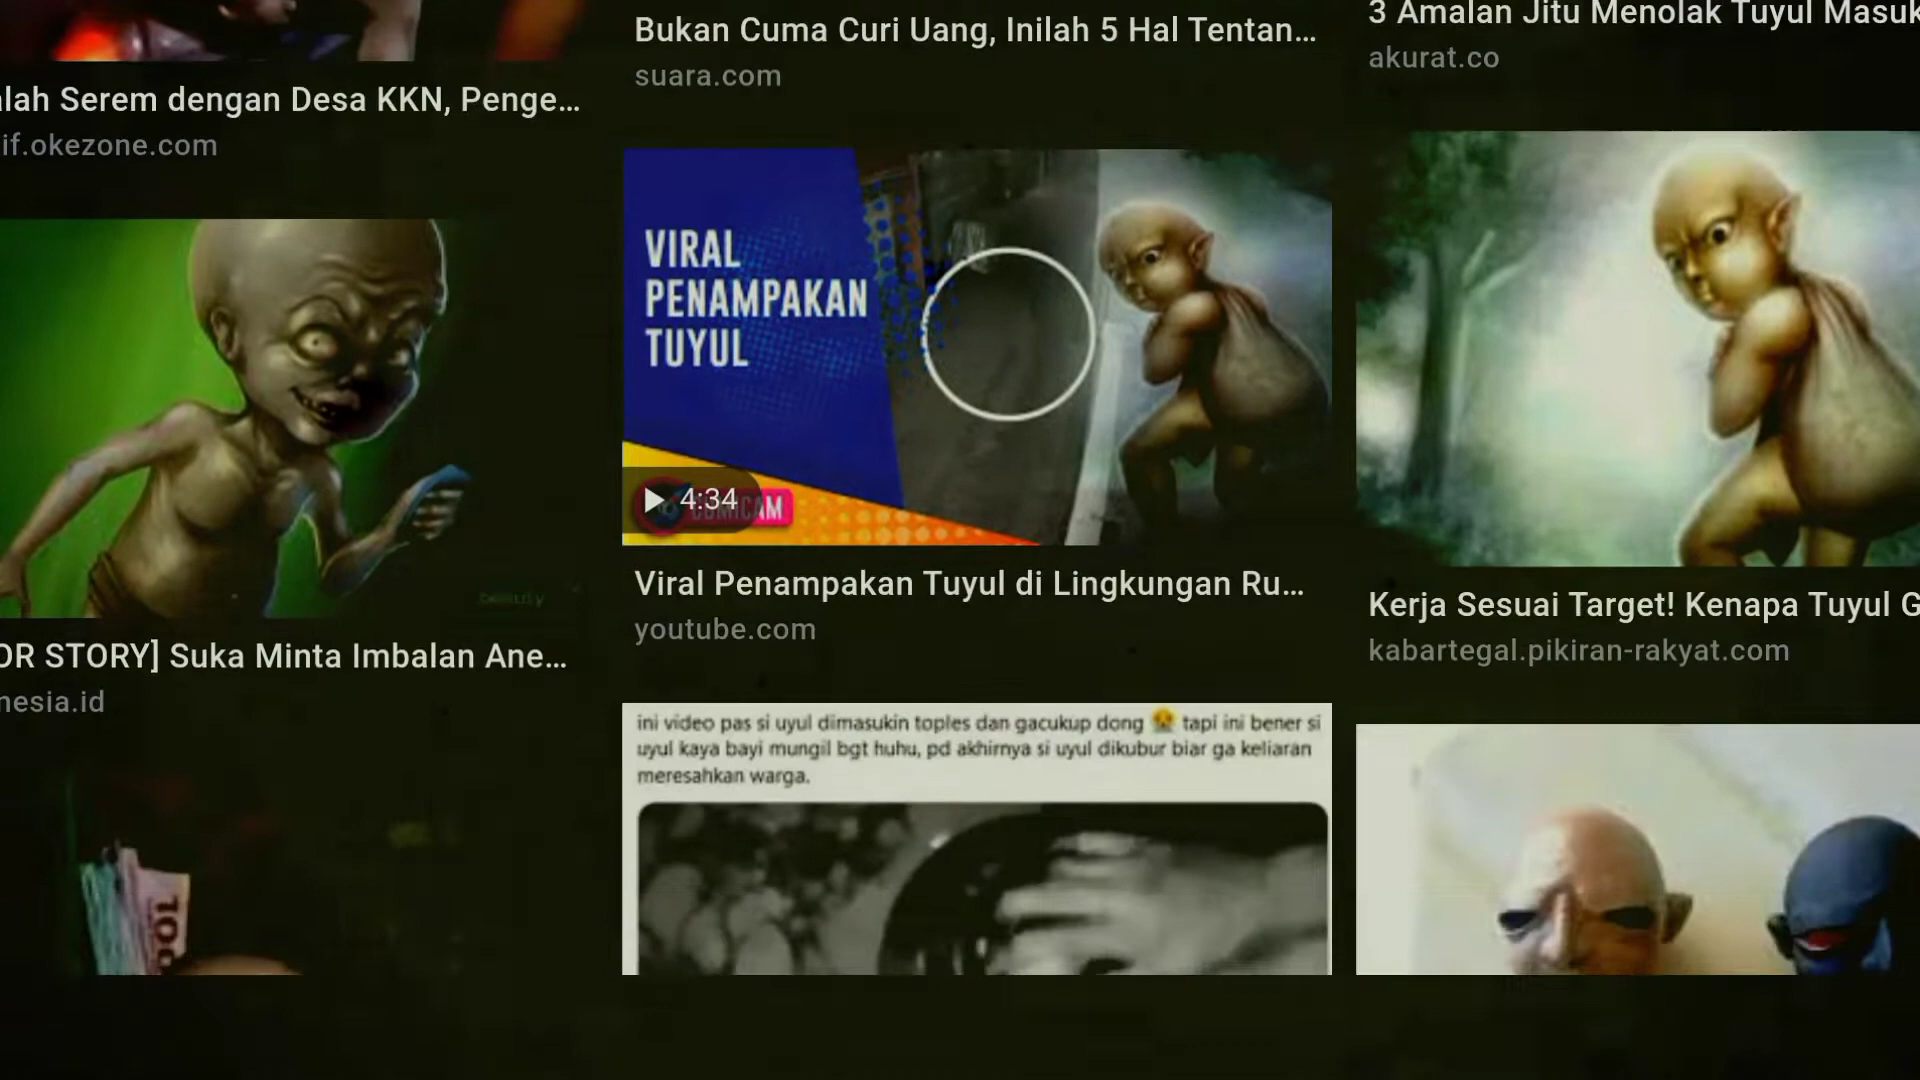 alah Serem dengan Desa KKN, Penge...
if.okezone.com
OR STORY] Suka Minta Imbalan Ane...
nesia.id
100
Bukan Cuma Curi Uang, Inilah 5 Hal Tentan...
suara.com
VIRAL
PENAMPAKAN
TUYUL
4:34
Viral Penampakan Tuyul di Lingkungan Ru...
youtube.com
ini video pas si uyul dimasukin toples dan gacukup dong 😭 tapi ini bener si
uyul kaya bayi mungil bgt huhu, pd akhirnya si uyul dikubur biar ga keliaran
meresahkan warga.
3 Amalan Jitu Menolak Tuyul Masuk
akurat.co
Kerja Sesuai Target! Kenapa Tuyul G
kabartegal.pikiran-rakyat.com